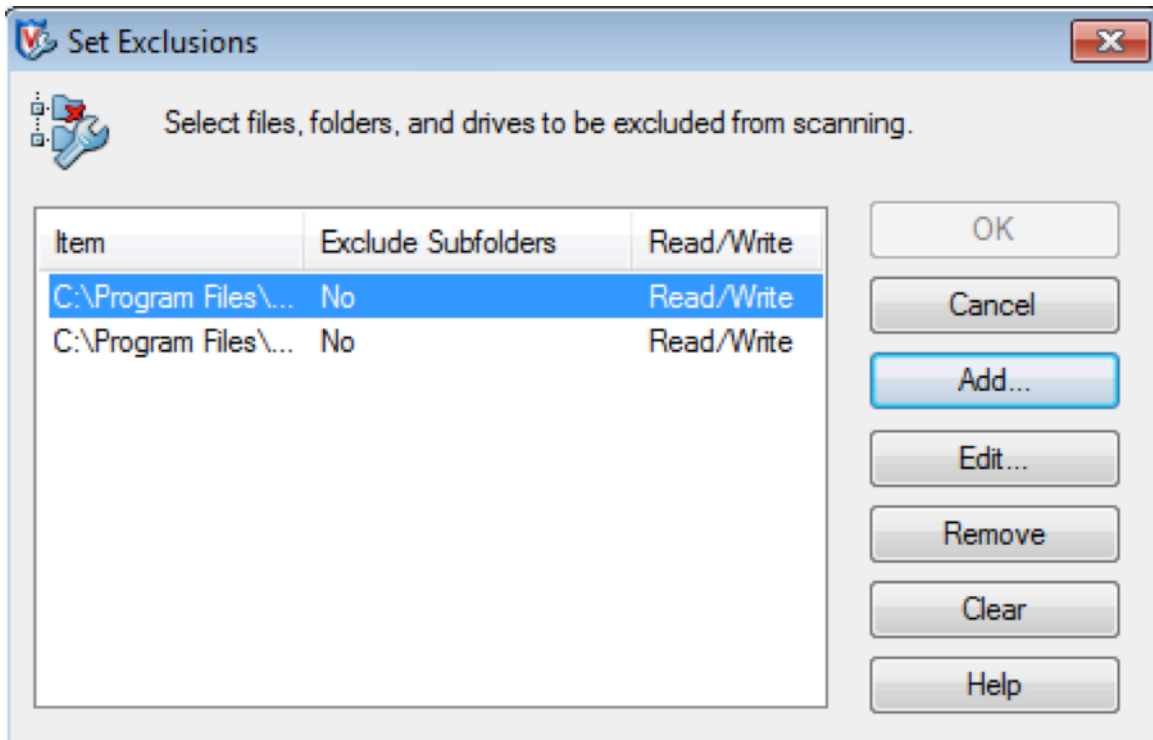 Set Exclusions
Select files, folders, and drives to be excluded from scanning.
Item Exclude Subfolders Read/Write
C:\Program Files\... No Read/Write
C:\Program Files\... No Read/Write
OK
Cancel
Add...
Edit...
Remove
Clear
Help